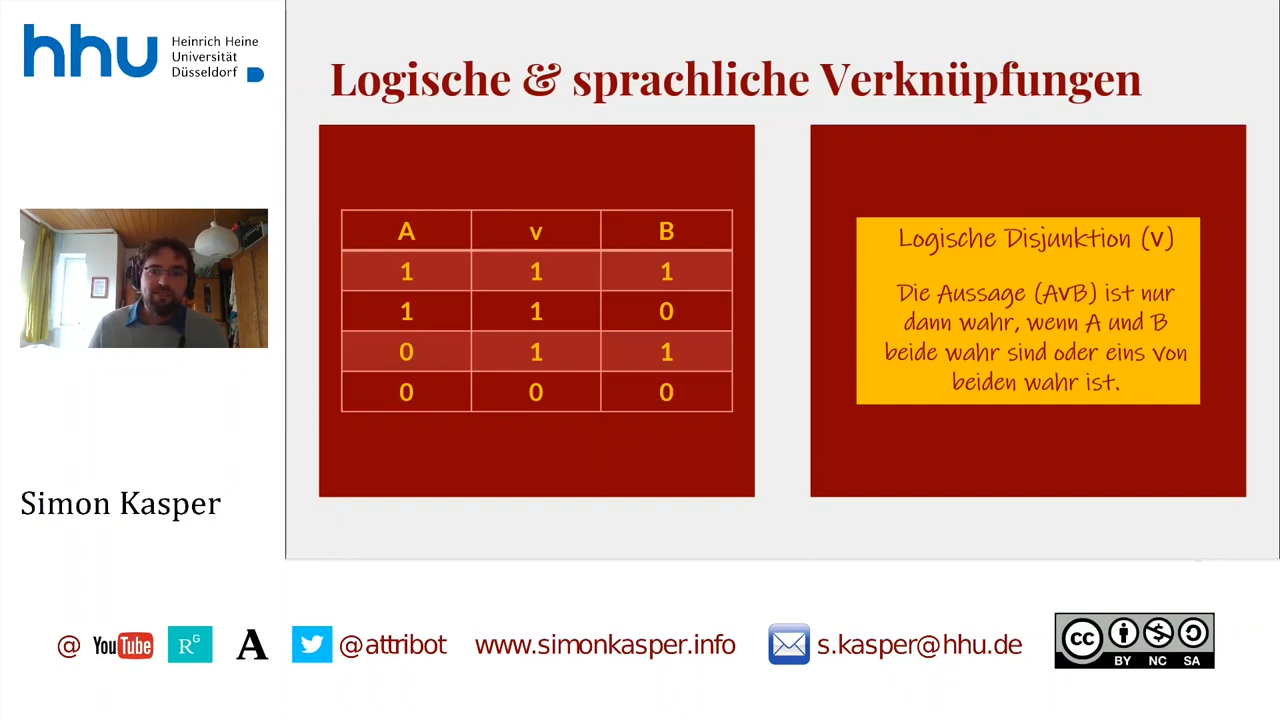 hhu
Heinrich Heine
Universität
Düsseldorf
Logische & sprachliche Verknüpfungen
A v B
1 1 1
1 1 0
0 1 1
0 0 0
Logische Disjunktion (v)
Die Aussage (AvB) ist nur
dann wahr, wenn A und B
beide wahr sind oder eins von
beiden wahr ist.
Simon Kasper
@ YouTube RG A @attribot www.simonkasper.info s.kasper@hhu.de
cc
BY NC SA